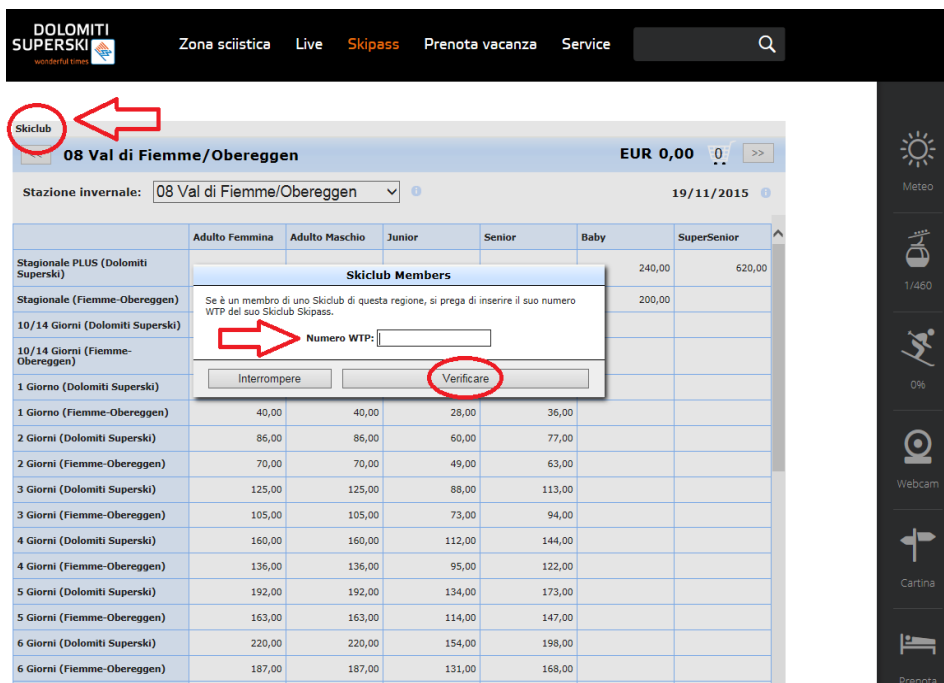 DOLOMITI
SUPERSKI
wonderful times
Zona sciistica Live Skipass Prenota vacanza Service
Skiclub
<< 08 Val di Fiemme/Obereggen EUR 0,00 0 >>
Stazione invernale: 08 Val di Fiemme/Obereggen 19/11/2015
Adulto Femmina Adulto Maschio Junior Senior Baby SuperSenior
Stagionale PLUS (Dolomiti
Superski) 240,00 620,00
Stagionale (Fiemme-Obereggen) 200,00
10/14 Giorni (Dolomiti Superski)
10/14 Giorni (Fiemme-
Obereggen)
1 Giorno (Dolomiti Superski)
Skiclub Members
Se è un membro di uno Skiclub di questa regione, si prega di inserire il suo numero
WTP del suo Skiclub Skipass.
Numero WTP:
Interrompere Verificare
1 Giorno (Fiemme-Obereggen) 40,00 40,00 28,00 36,00
2 Giorni (Dolomiti Superski) 86,00 86,00 60,00 77,00
2 Giorni (Fiemme-Obereggen) 70,00 70,00 49,00 63,00
3 Giorni (Dolomiti Superski) 125,00 125,00 88,00 113,00
3 Giorni (Fiemme-Obereggen) 105,00 105,00 73,00 94,00
4 Giorni (Dolomiti Superski) 160,00 160,00 112,00 144,00
4 Giorni (Fiemme-Obereggen) 136,00 136,00 95,00 122,00
5 Giorni (Dolomiti Superski) 192,00 192,00 134,00 173,00
5 Giorni (Fiemme-Obereggen) 163,00 163,00 114,00 147,00
6 Giorni (Dolomiti Superski) 220,00 220,00 154,00 198,00
6 Giorni (Fiemme-Obereggen) 187,00 187,00 131,00 168,00
Meteo
1/460
0%
Webcam
Cartina
Prenota